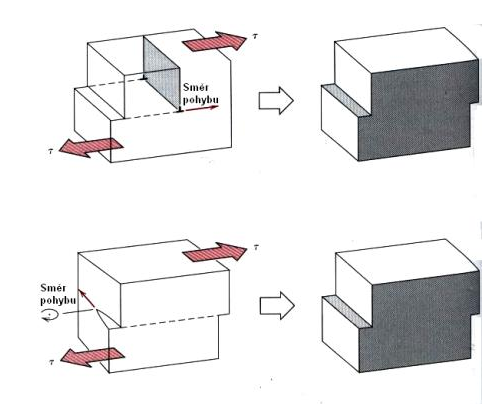 τ
Směr
pohybu
τ
τ
Směr
pohybu
τ